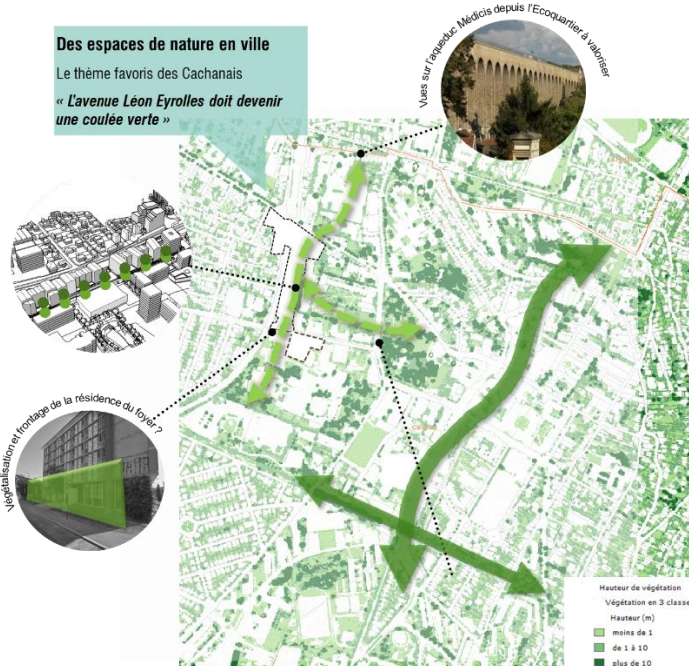 Des espaces de nature en ville
Le thème favoris des Cachanais
« L'avenue Léon Eyrolles doit devenir
une coulée verte »
Vues sur l'aqueduc Médicis depuis l'Ecoquartier à valoriser
Végétalisation et frontage de la résidence du foyer ?
Hauteur de végétation
Végétation en 3 classe
Hauteur (m)
moins de 1
de 1 à 10
plus de 10